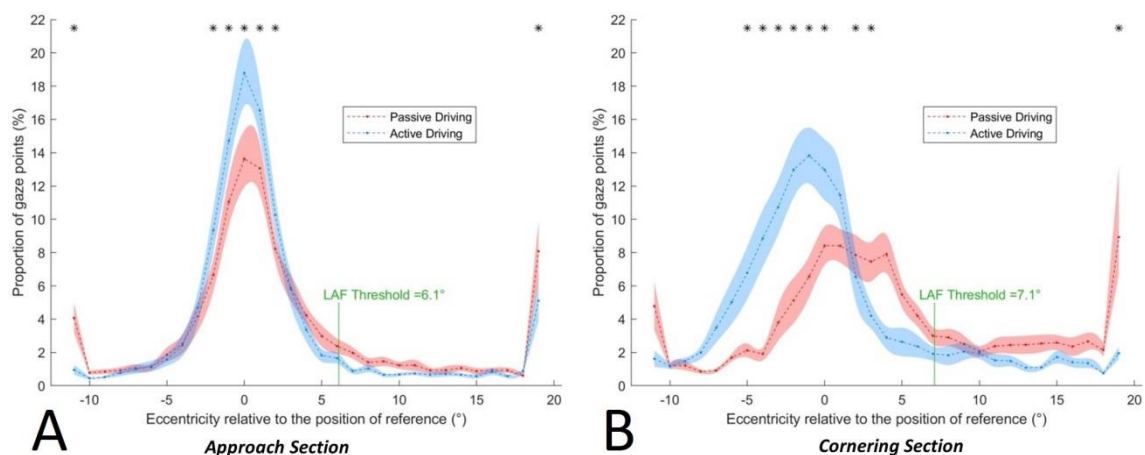 * * * * * * *
22
20
18
16
14
12
10
8
6
4
2
0
Proportion of gaze points (%)
Passive Driving
Active Driving
LAF Threshold =6.1°
-10 -5 0 5 10 15 20
Eccentricity relative to the position of reference (°)
A
Approach Section
* * * * * * * * *
22
20
18
16
14
12
10
8
6
4
2
0
Proportion of gaze points (%)
Passive Driving
Active Driving
LAF Threshold =7.1°
-10 -5 0 5 10 15 20
Eccentricity relative to the position of reference (°)
B
Cornering Section